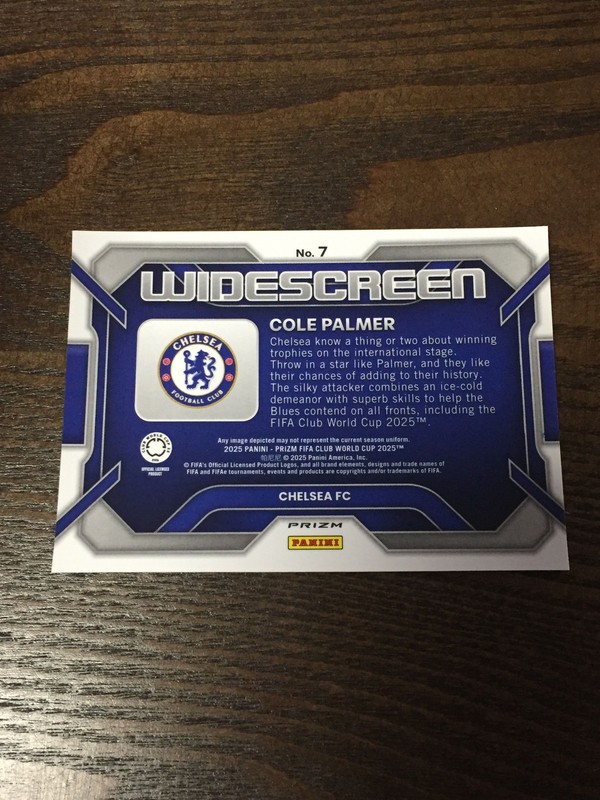 No. 7
WIDESCREEN
CHELSEA
FOOTBALL CLUB
COLE PALMER
Chelsea know a thing or two about winning
trophies on the international stage.
Throw in a star like Palmer, and they like
their chances of adding to their history.
The silky attacker combines an ice-cold
demeanor with superb skills to help the
Blues contend on all fronts, including the
FIFA Club World Cup 2025™.
OFFICIAL LICENSED
PRODUCT
Any image depicted may not represent the current season uniform.
2025 PANINI - PRIZM FIFA CLUB WORLD CUP 2025™
帕尼尼 © 2025 Panini America, Inc.
© FIFA's Official Licensed Product Logos, and all brand elements, designs and trade names of
FIFA and FIFAe tournaments, events and products are copyrights and/or trademarks of FIFA.
CHELSEA FC
PRIZM
PANINI